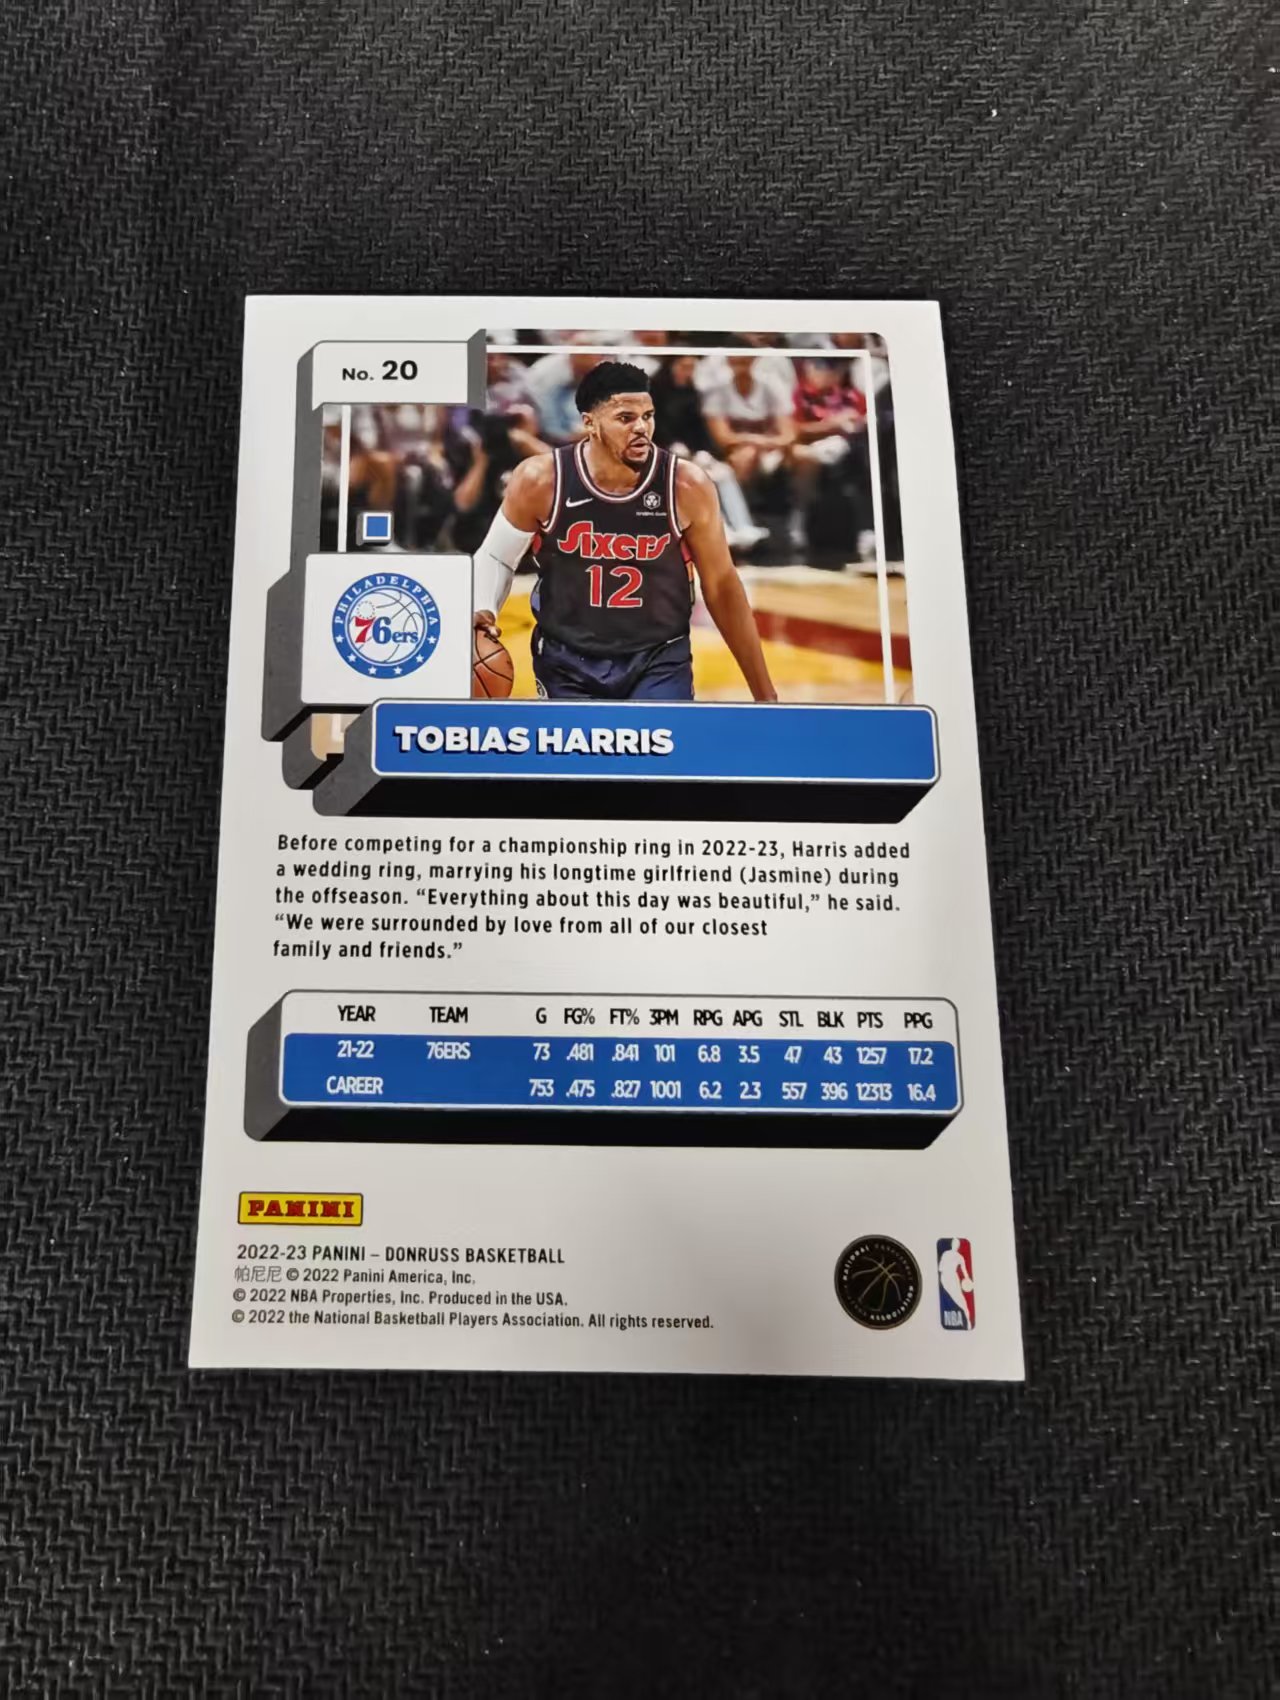 No. 20
Sixers
12
PHILADELPHIA
76ers
TOBIAS HARRIS
Before competing for a championship ring in 2022-23, Harris added
a wedding ring, marrying his longtime girlfriend (Jasmine) during
the offseason. “Everything about this day was beautiful,” he said.
“We were surrounded by love from all of our closest
family and friends.”
YEAR TEAM G FG% FT% 3PM RPG APG STL BLK PTS PPG
21-22 76ERS 73 .481 .841 101 6.8 3.5 47 43 1257 17.2
CAREER 753 .475 .827 1001 6.2 2.3 557 396 12313 16.4
PANINI
2022-23 PANINI – DONRUSS BASKETBALL
帕尼尼 © 2022 Panini America, Inc.
© 2022 NBA Properties, Inc. Produced in the USA.
© 2022 the National Basketball Players Association. All rights reserved.
NBA